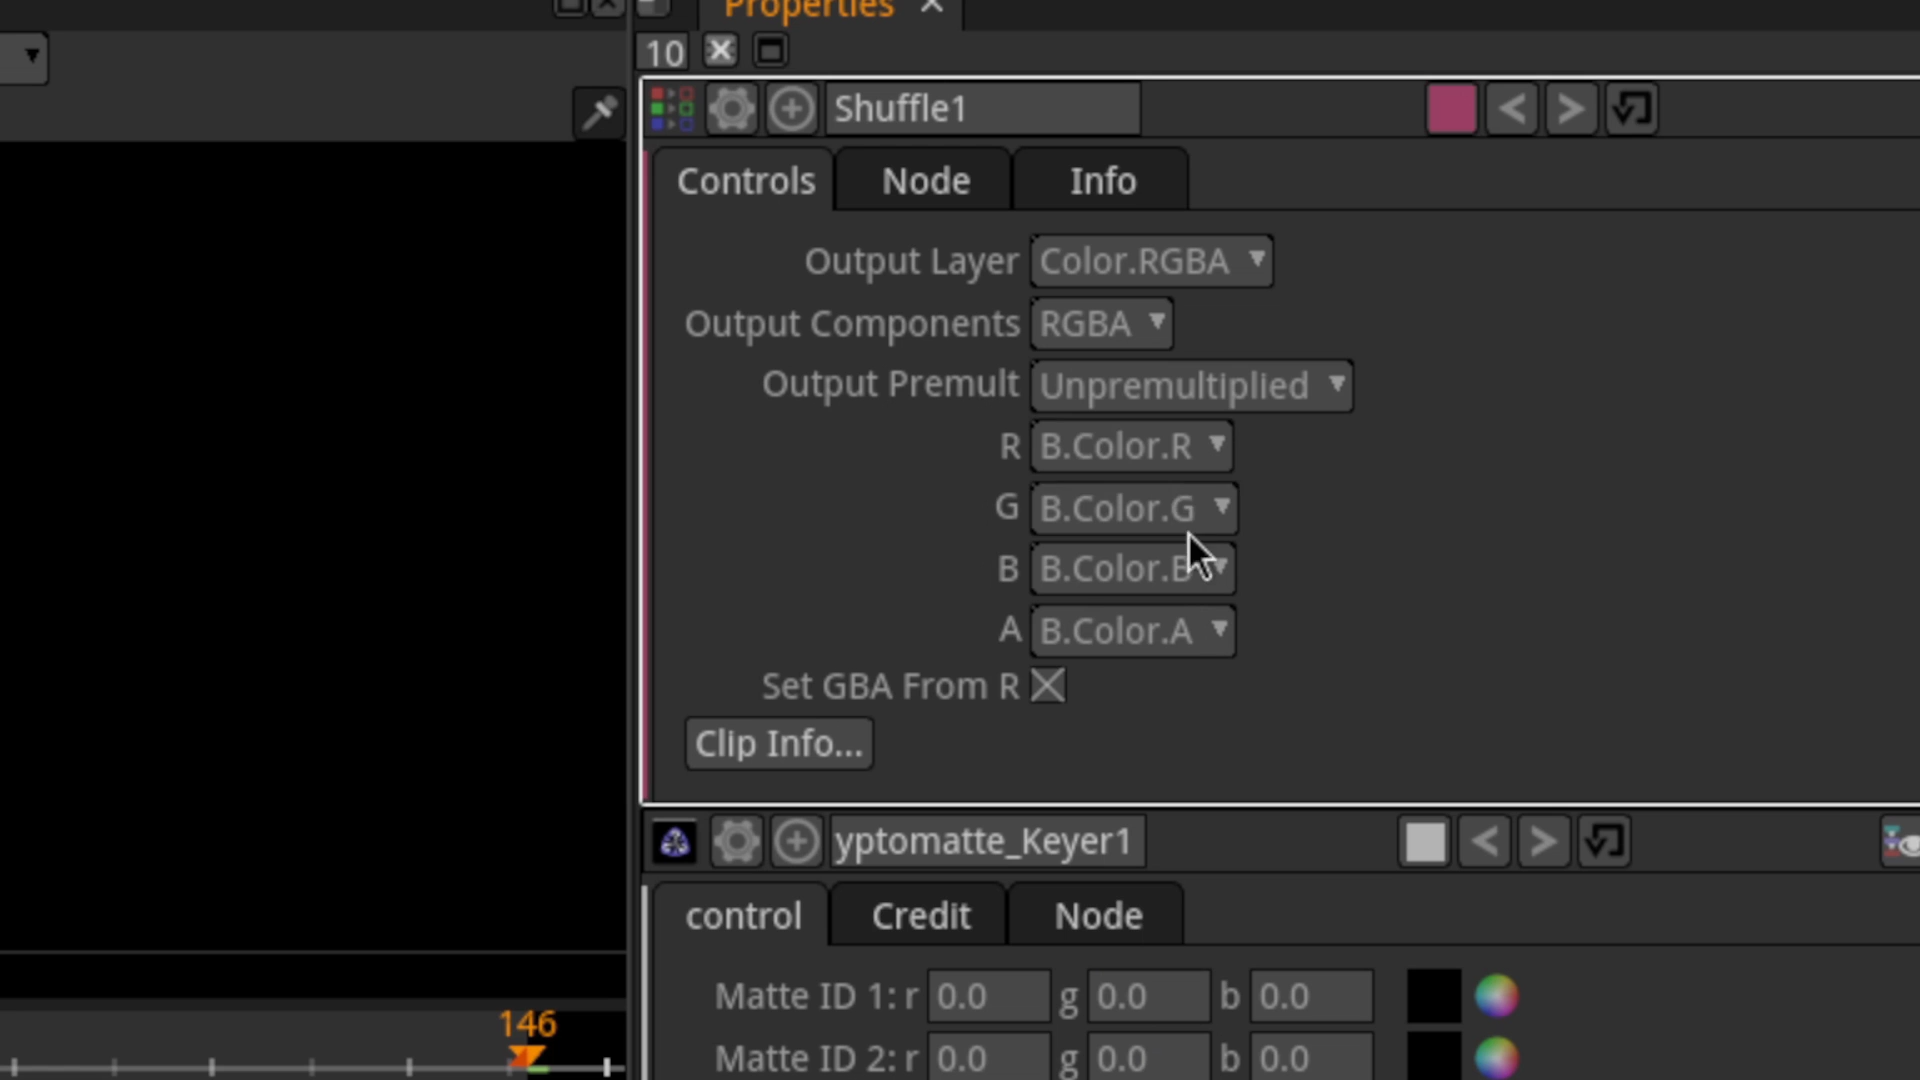 Properties
10
Shuffle1
Controls Node Info
Output Layer Color.RGBA
Output Components RGBA
Output Premult Unpremultiplied
R B.Color.R
G B.Color.G
B B.Color.B
A B.Color.A
Set GBA From R
Clip Info...
yptomatte_Keyer1
control Credit Node
Matte ID 1: r 0.0 g 0.0 b 0.0
146
Matte ID 2: r 0.0 g 0.0 b 0.0